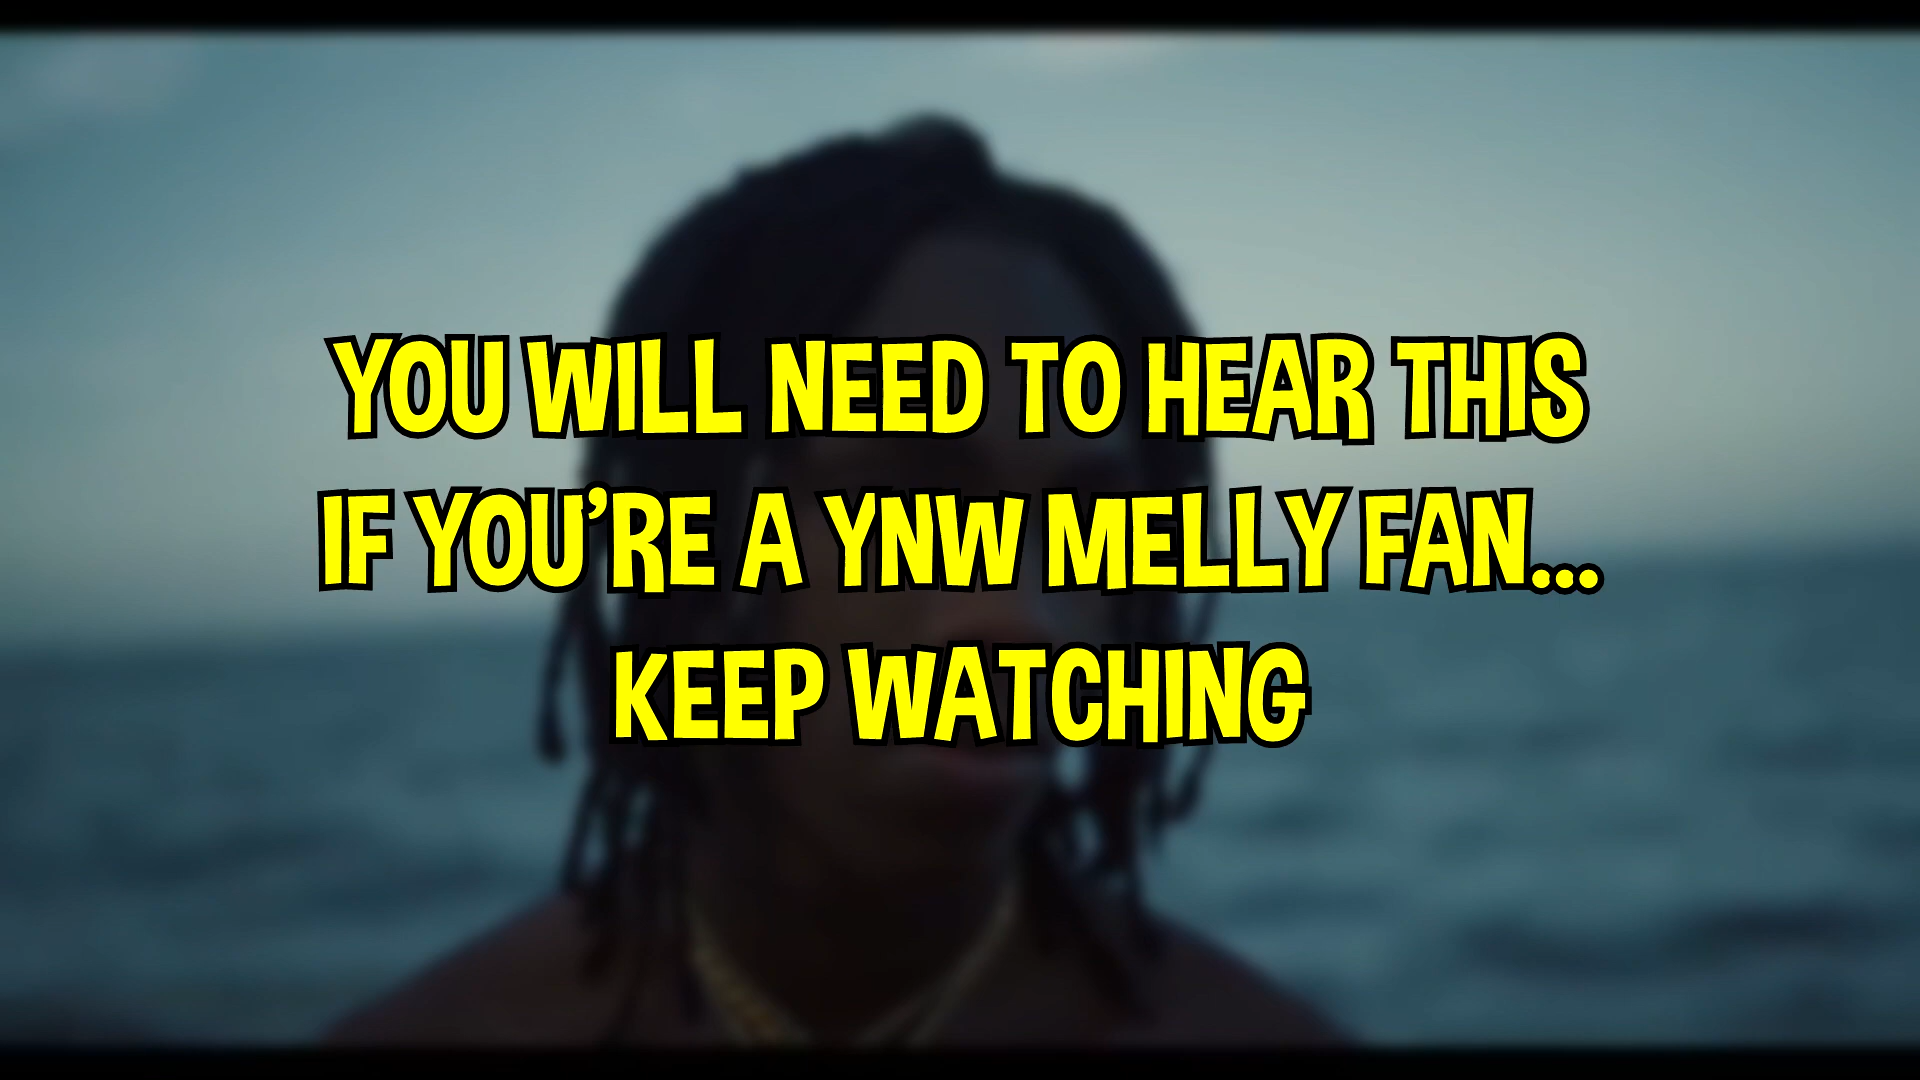 YOU WILL NEED TO HEAR THIS
IF YOU'RE A YNW MELLY FAN...
KEEP WATCHING